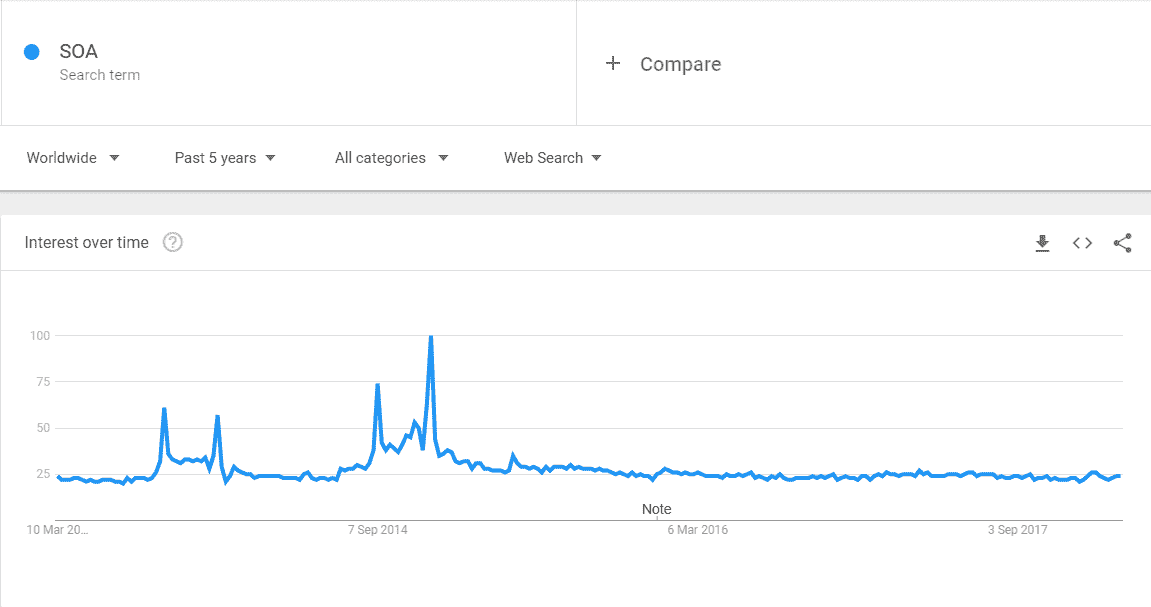 SOA
Search term
+ Compare
Worldwide
Past 5 years
All categories
Web Search
Interest over time ?
100
75
50
25
Note
10 Mar 20...
7 Sep 2014
6 Mar 2016
3 Sep 2017